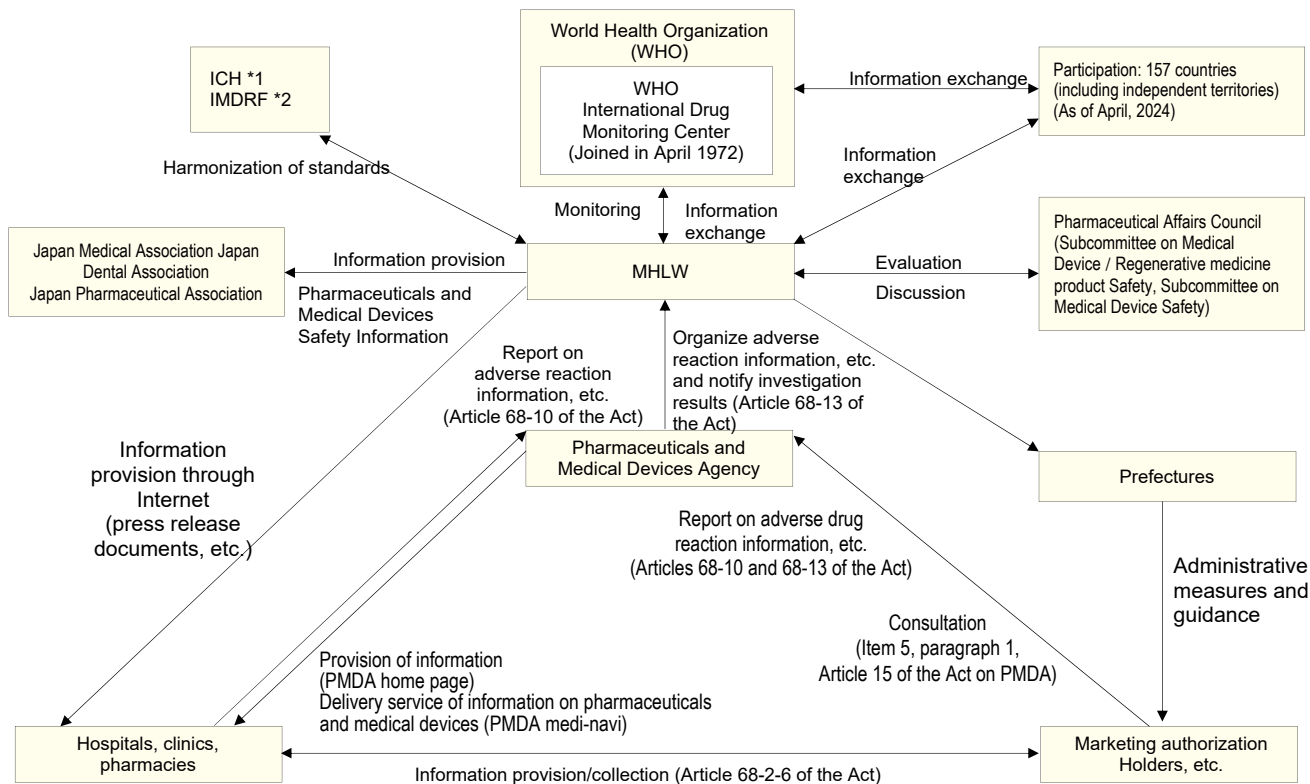 World Health Organization
(WHO)
WHO
International Drug
Monitoring Center
(Joined in April 1972)
ICH *1
IMDRF *2
Information exchange
Participation: 157 countries
(including independent territories)
(As of April, 2024)
Harmonization of standards
Information
exchange
Monitoring
Information
exchange
Japan Medical Association Japan
Dental Association
Japan Pharmaceutical Association
Information provision
Pharmaceuticals and
Medical Devices
Safety Information
MHLW
Evaluation
Discussion
Pharmaceutical Affairs Council
(Subcommittee on Medical
Device / Regenerative medicine
product Safety, Subcommittee on
Medical Device Safety)
Report on
adverse reaction
information, etc.
(Article 68-10 of the Act)
Organize adverse
reaction information, etc.
and notify investigation
results (Article 68-13 of
the Act)
Information
provision through
Internet
(press release
documents, etc.)
Pharmaceuticals and
Medical Devices Agency
Prefectures
Report on adverse drug
reaction information, etc.
(Articles 68-10 and 68-13 of the Act)
Administrative
measures and
guidance
Consultation
(Item 5, paragraph 1,
Article 15 of the Act on PMDA)
Provision of information
(PMDA home page)
Delivery service of information on pharmaceuticals
and medical devices (PMDA medi-navi)
Hospitals, clinics,
pharmacies
Marketing authorization
Holders, etc.
Information provision/collection (Article 68-2-6 of the Act)